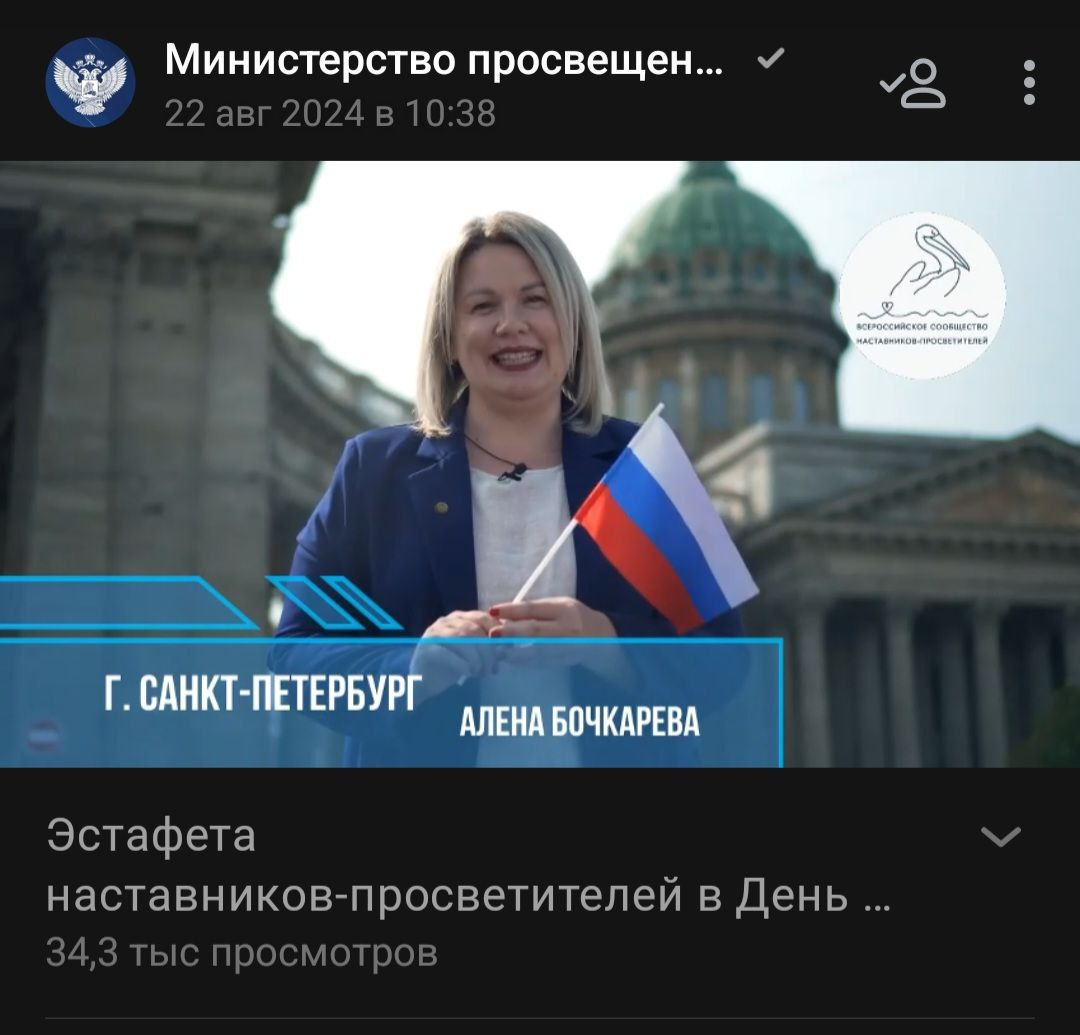 Министерство просвещен...
22 авг 2024 в 10:38
ВСЕРОССИЙСКОЕ СООБЩЕСТВО
НАСТАВНИКОВ-ПРОСВЕТИТЕЛЕЙ
Г. САНКТ-ПЕТЕРБУРГ
АЛЕНА БОЧКАРЕВА
Эстафета
наставников-просветителей в День ...
34,3 тыс просмотров